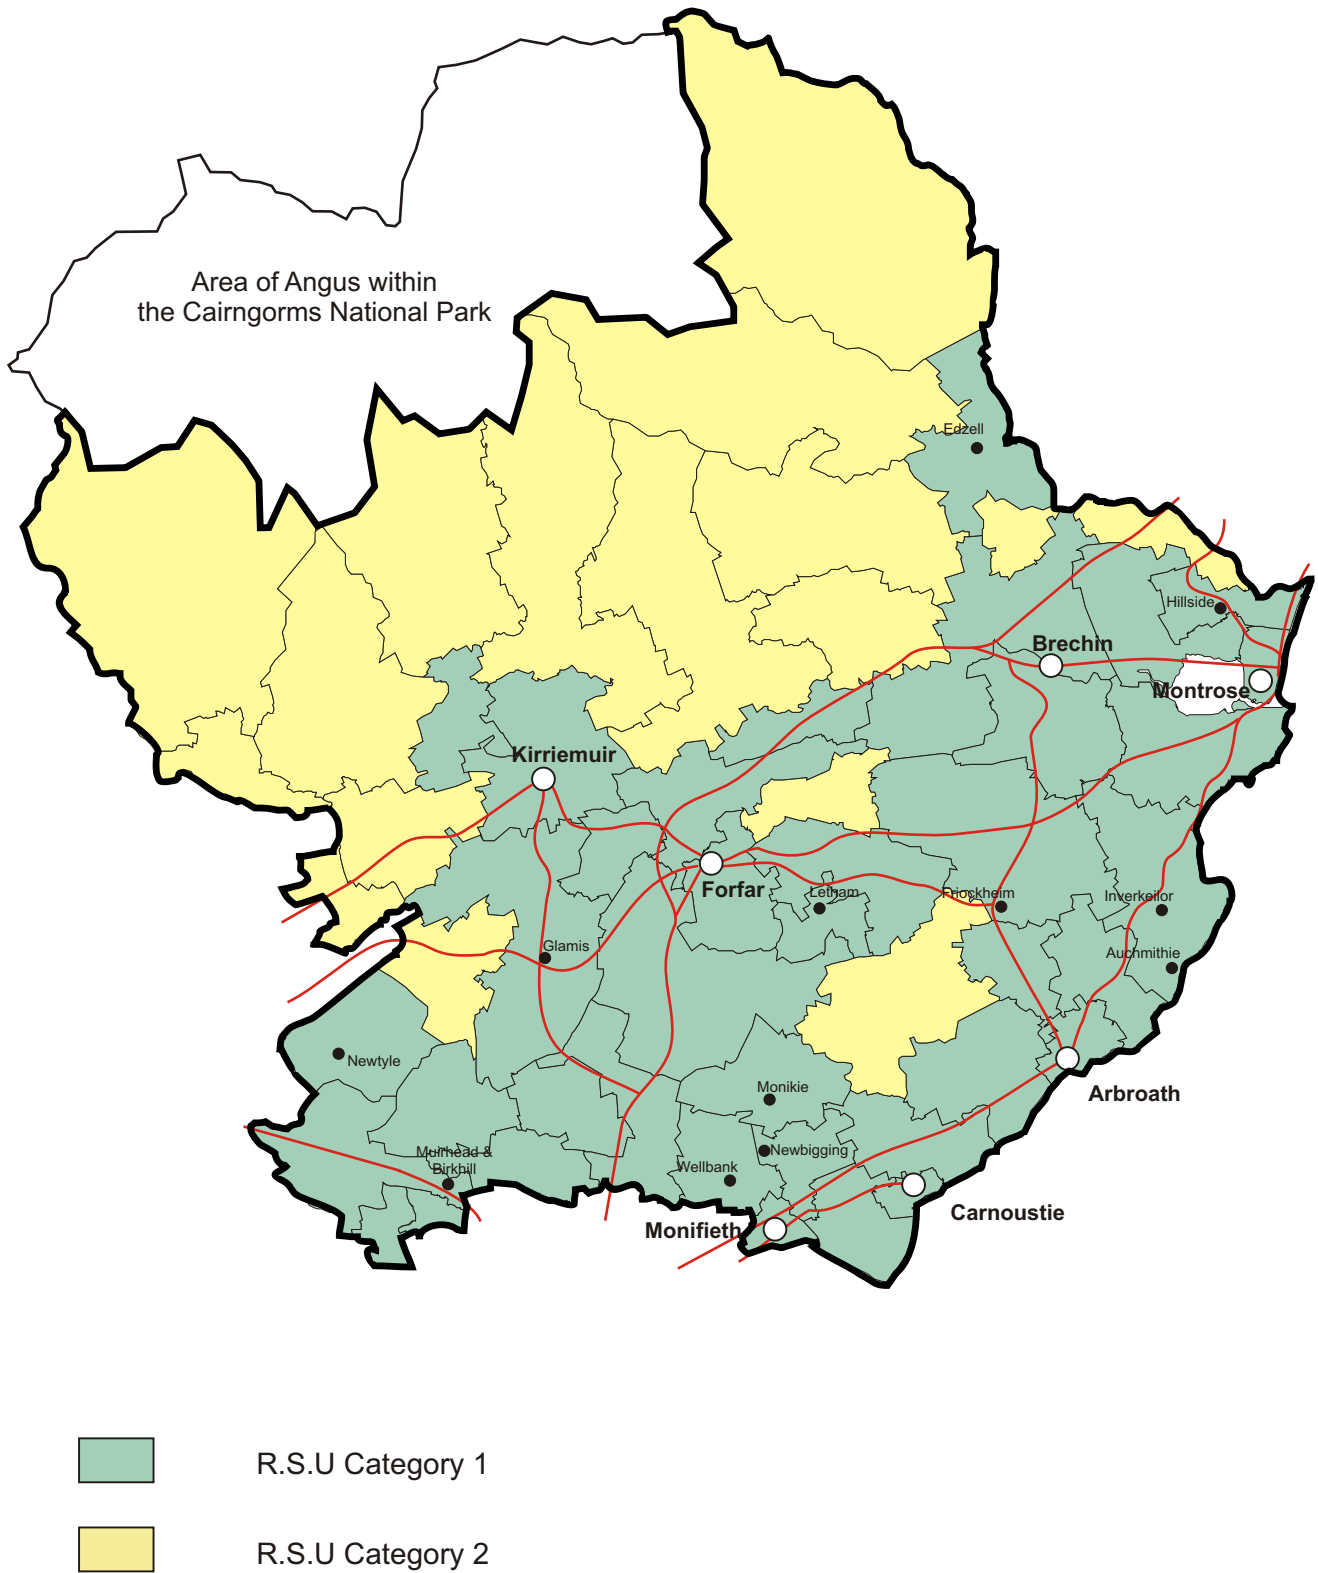 Area of Angus within
the Cairngorms National Park
Edzell
Hillside
Brechin
Montrose
Kirriemuir
Forfar
Letham
Friockheim
Inverkeilor
Glamis
Auchmithie
Newtyle
Monikie
Arbroath
Muirhead &
Birkhill
Newbigging
Wellbank
Carnoustie
Monifieth
R.S.U Category 1
R.S.U Category 2